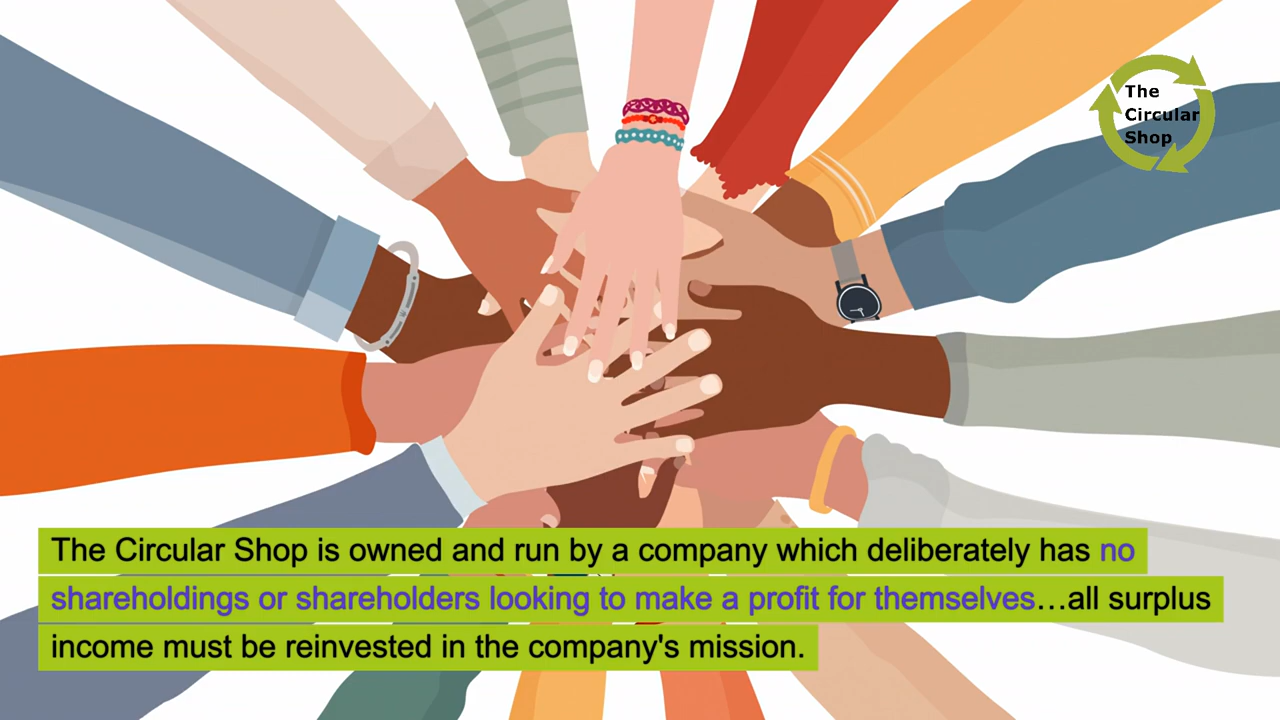 The
Circular
Shop
The Circular Shop is owned and run by a company which deliberately has no
shareholdings or shareholders looking to make a profit for themselves...all surplus
income must be reinvested in the company's mission.